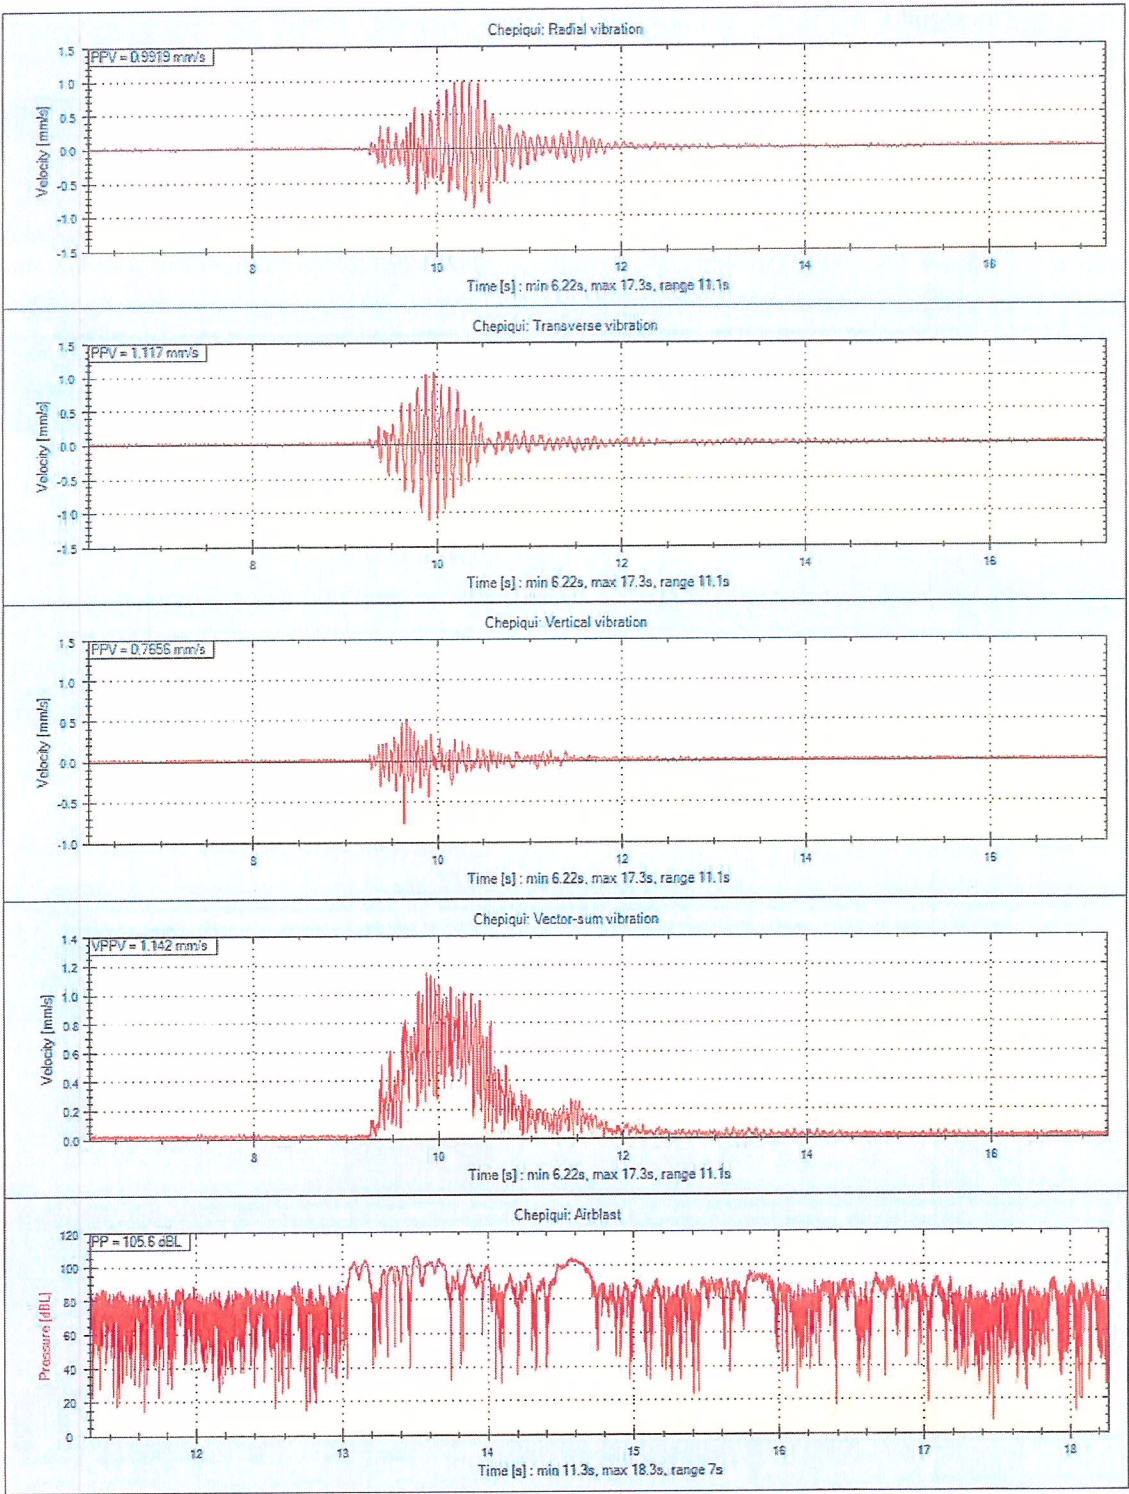 Chepiqui: Radial vibration
PPV = 0.9919 mm/s
Velocity [mm/s]
1.5
1.0
0.5
0.0
-0.5
-1.0
-1.5
8 10 12 14 16
Time [s] : min 6.22s, max 17.3s, range 11.1s
Chepiqui: Transverse vibration
PPV = 1.117 mm/s
Velocity [mm/s]
1.5
1.0
0.5
0.0
-0.5
-1.0
-1.5
8 10 12 14 16
Time [s] : min 6.22s, max 17.3s, range 11.1s
Chepiqui: Vertical vibration
PPV = 0.7656 mm/s
Velocity [mm/s]
1.5
1.0
0.5
0.0
-0.5
-1.0
8 10 12 14 16
Time [s] : min 6.22s, max 17.3s, range 11.1s
Chepiqui: Vector-sum vibration
VPPV = 1.142 mm/s
Velocity [mm/s]
1.4
1.2
1.0
0.8
0.6
0.4
0.2
0.0
8 10 12 14 16
Time [s] : min 6.22s, max 17.3s, range 11.1s
Chepiqui: Airblast
PP = 105.6 dBL
Pressure [dBL]
120
100
80
60
40
20
0
12 13 14 15 16 17 18
Time [s] : min 11.3s, max 18.3s, range 7s